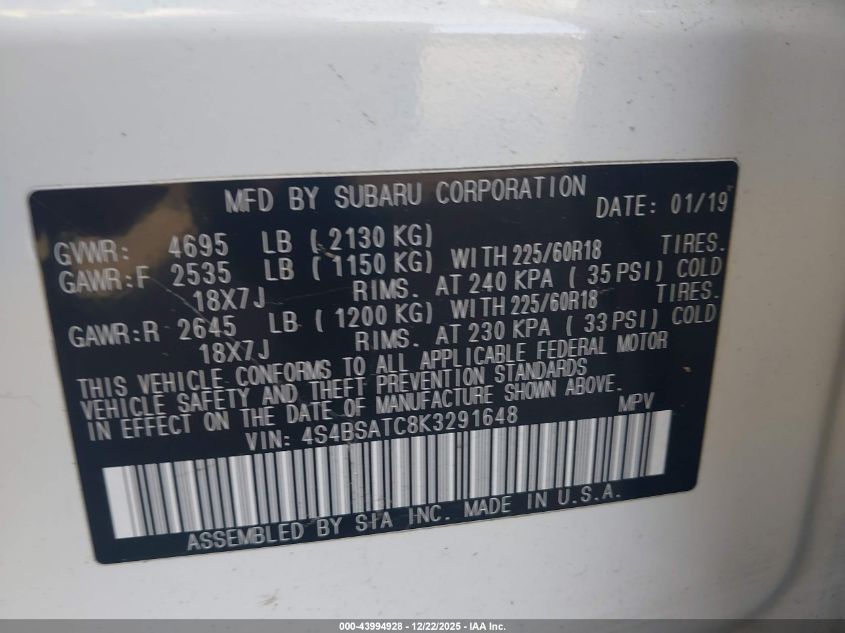 MFD BY SUBARU CORPORATION DATE: 01/19
GVWR: 4695 LB ( 2130 KG)
GAWR:F 2535 LB ( 1150 KG) WITH 225/60R18 TIRES.
18X7J RIMS. AT 240 KPA ( 35 PSI) COLD
GAWR:R 2645 LB ( 1200 KG) WITH 225/60R18 TIRES.
18X7J RIMS. AT 230 KPA ( 33 PSI) COLD
THIS VEHICLE CONFORMS TO ALL APPLICABLE FEDERAL MOTOR
VEHICLE SAFETY AND THEFT PREVENTION STANDARDS
IN EFFECT ON THE DATE OF MANUFACTURE SHOWN ABOVE.
VIN: 4S4BSATC8K3291648 MPV
ASSEMBLED BY SIA INC. MADE IN U.S.A.
000-43994928 - 12/22/2025 - IAA Inc.